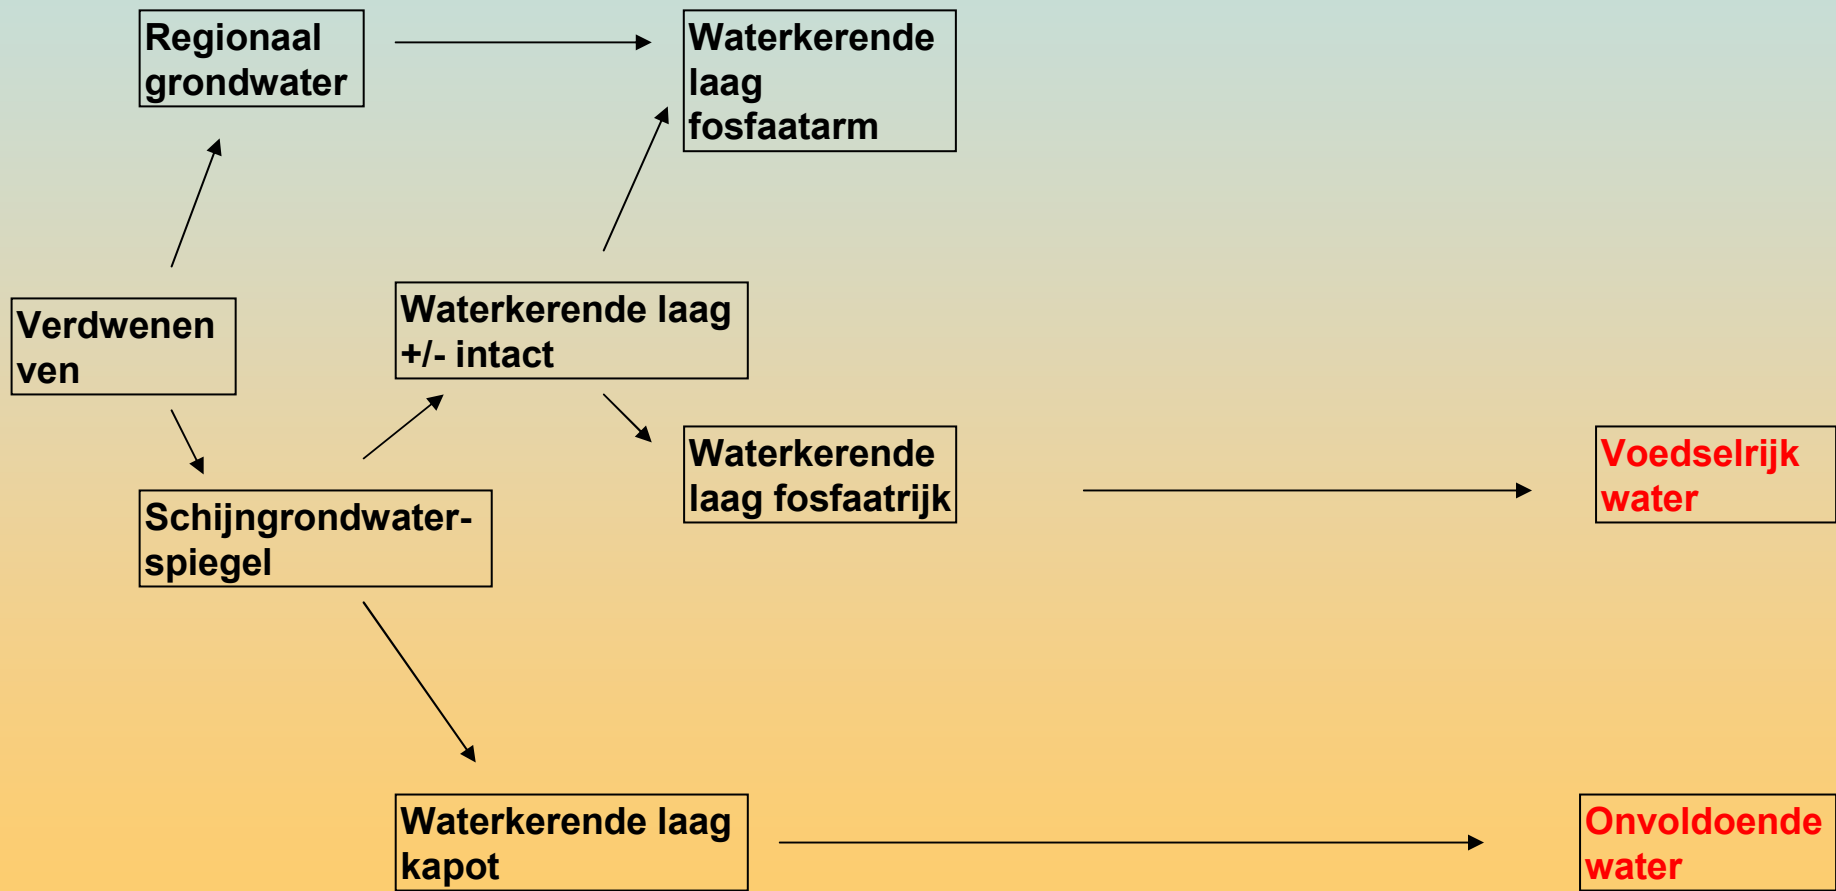 Regionaal
grondwater
Waterkerende
laag
fosfaatarm
Verdwenen
ven
Waterkerende laag
+/- intact
Schijngrondwater-
spiegel
Waterkerende
laag fosfaatrijk
Voedselrijk
water
Waterkerende laag
kapot
Onvoldoende
water